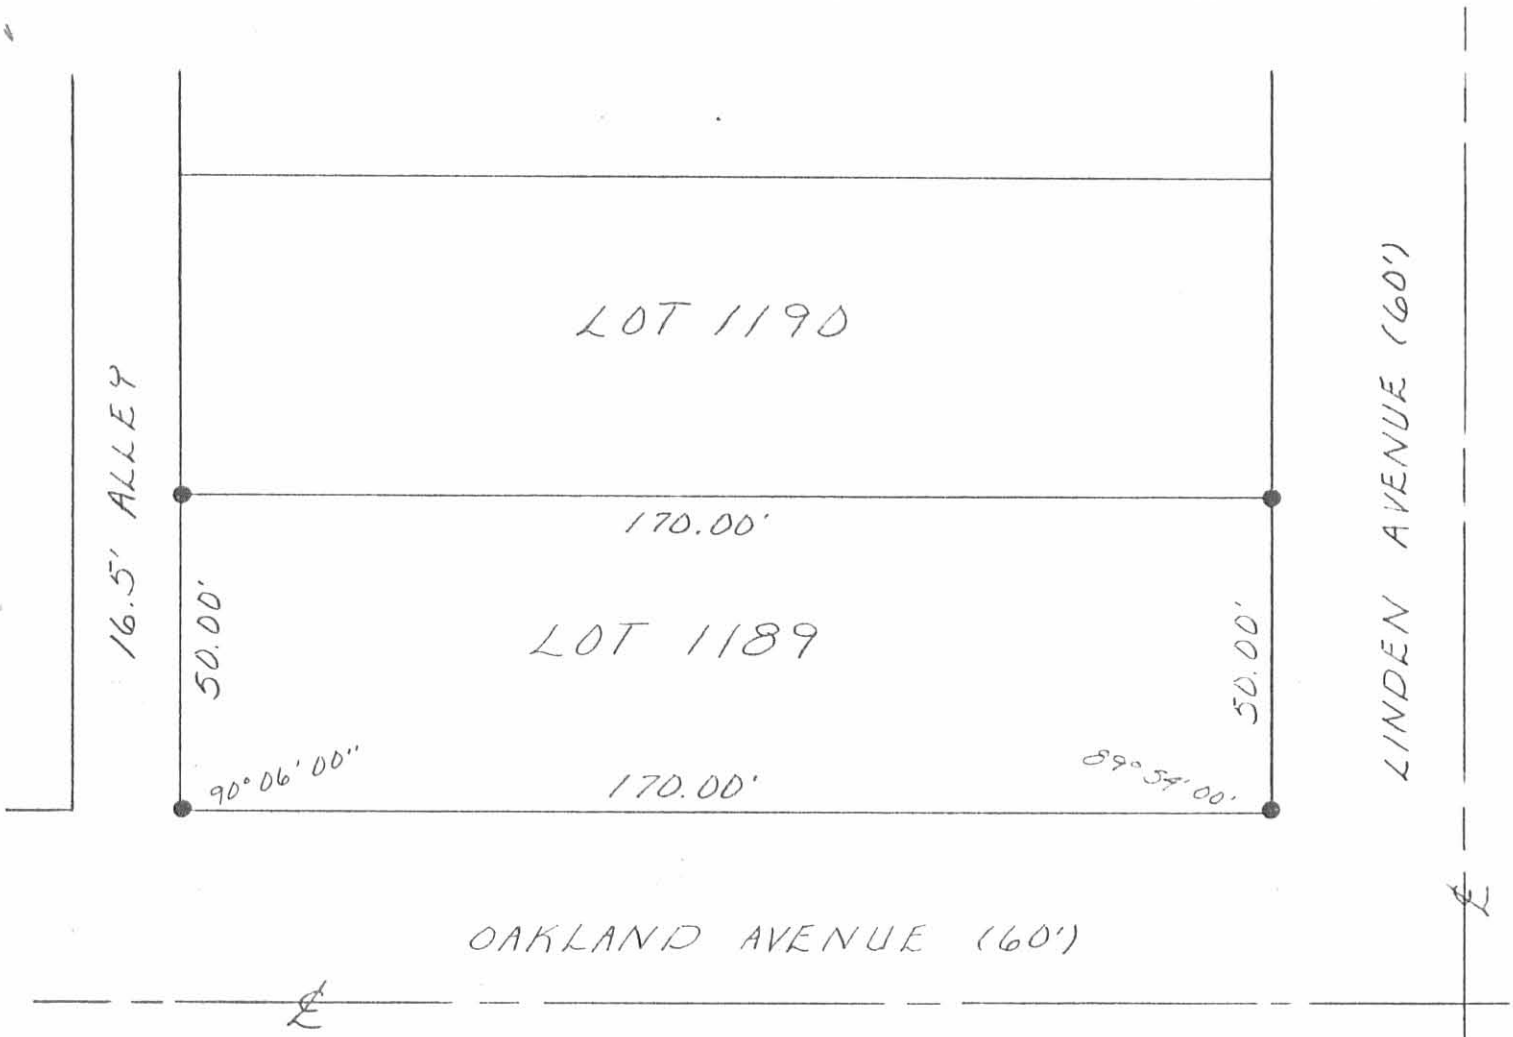 LOT 1190
16.5' ALLEY
170.00'
LINDEN AVENUE (60')
50.00'
LOT 1189
50.00'
90° 06' 00"
170.00'
89° 54' 00"
OAKLAND AVENUE (60')
℄
℄